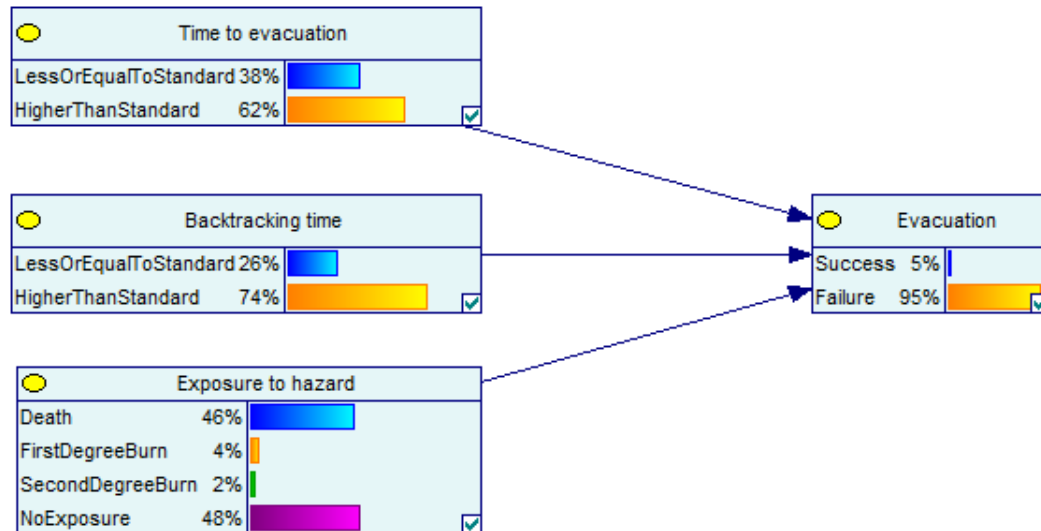 Time to evacuation
LessOrEqualToStandard 38%
HigherThanStandard 62%
Backtracking time
LessOrEqualToStandard 26%
HigherThanStandard 74%
Exposure to hazard
Death 46%
FirstDegreeBurn 4%
SecondDegreeBurn 2%
NoExposure 48%
Evacuation
Success 5%
Failure 95%